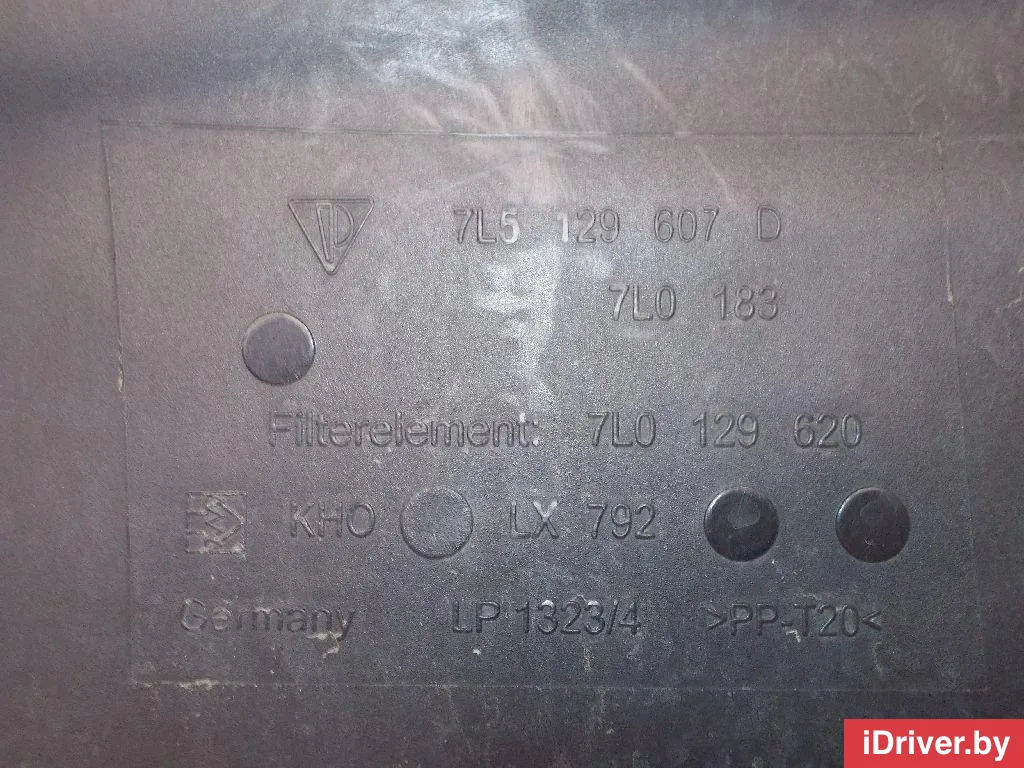 7L5 129 607 D
7L0 183
Filterelement: 7L0 129 620
KHO LX 792
Germany LP 1323/4 >PP-T20<
iDriver.by